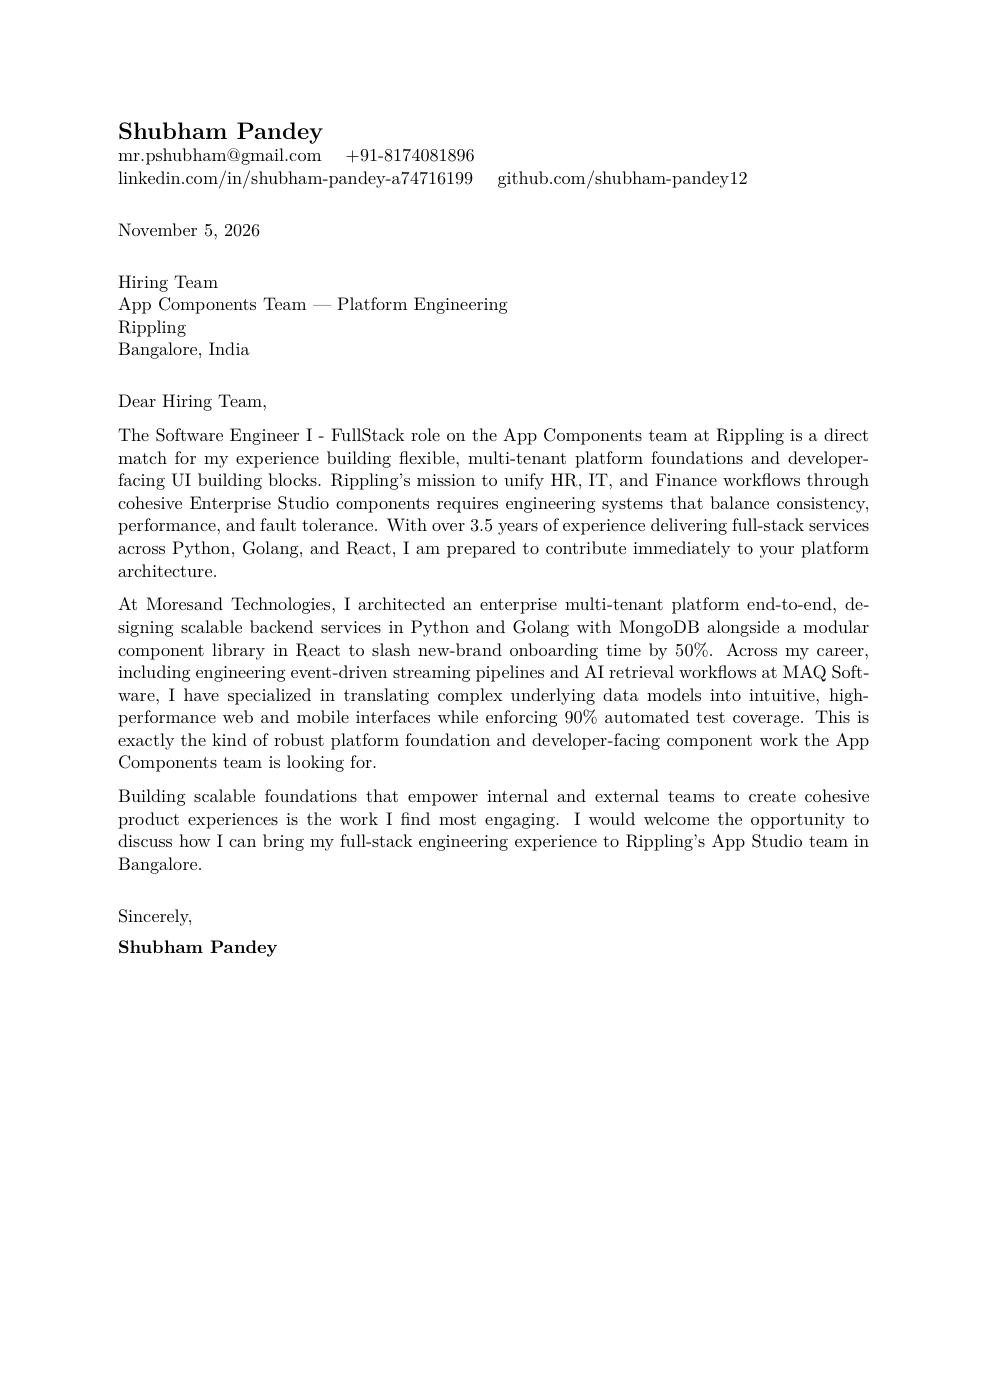 Shubham Pandey
mr.pshubham@gmail.com +91-8174081896
linkedin.com/in/shubham-pandey-a74716199 github.com/shubham-pandey12
November 5, 2026
Hiring Team
App Components Team — Platform Engineering
Rippling
Bangalore, India
Dear Hiring Team,
The Software Engineer I - FullStack role on the App Components team at Rippling is a direct
match for my experience building flexible, multi-tenant platform foundations and developer-
facing UI building blocks. Rippling's mission to unify HR, IT, and Finance workflows through
cohesive Enterprise Studio components requires engineering systems that balance consistency,
performance, and fault tolerance. With over 3.5 years of experience delivering full-stack services
across Python, Golang, and React, I am prepared to contribute immediately to your platform
architecture.
At Moresand Technologies, I architected an enterprise multi-tenant platform end-to-end, de-
signing scalable backend services in Python and Golang with MongoDB alongside a modular
component library in React to slash new-brand onboarding time by 50%. Across my career,
including engineering event-driven streaming pipelines and AI retrieval workflows at MAQ Soft-
ware, I have specialized in translating complex underlying data models into intuitive, high-
performance web and mobile interfaces while enforcing 90% automated test coverage. This is
exactly the kind of robust platform foundation and developer-facing component work the App
Components team is looking for.
Building scalable foundations that empower internal and external teams to create cohesive
product experiences is the work I find most engaging. I would welcome the opportunity to
discuss how I can bring my full-stack engineering experience to Rippling's App Studio team in
Bangalore.
Sincerely,
Shubham Pandey